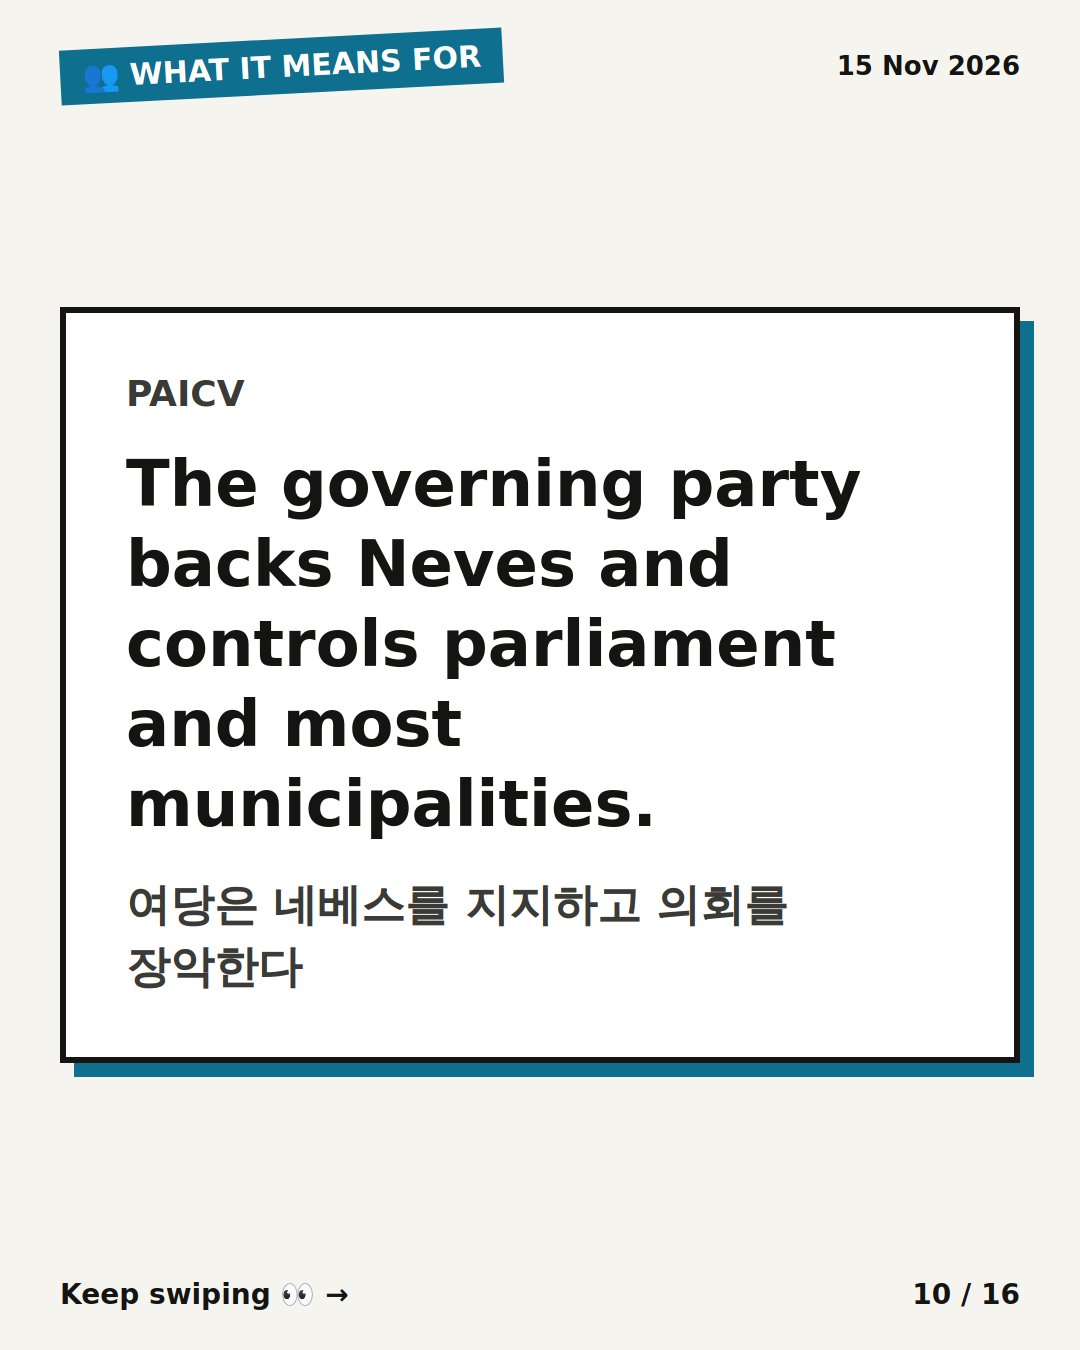 👥 WHAT IT MEANS FOR
15 Nov 2026
PAICV
The governing party
backs Neves and
controls parliament
and most
municipalities.
여당은 네베스를 지지하고 의회를
장악한다
Keep swiping 👀 →
10 / 16